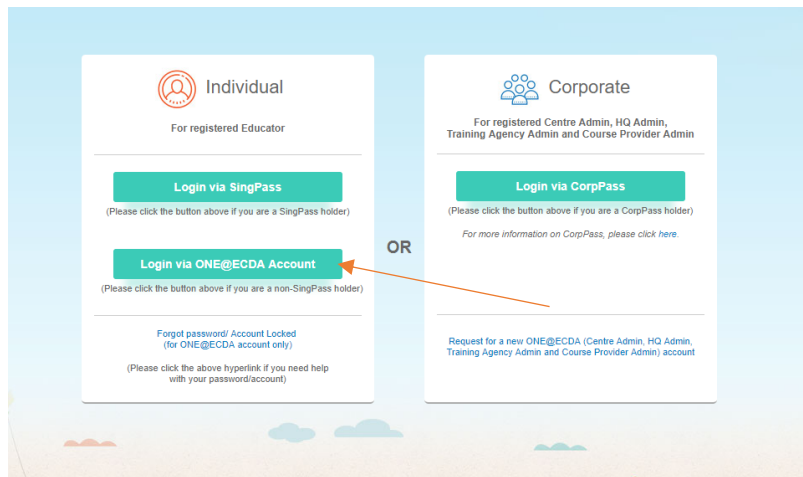 Individual
For registered Educator
Login via SingPass
(Please click the button above if you are a SingPass holder)
Login via ONE@ECDA Account
(Please click the button above if you are a non-SingPass holder)
Forgot password/ Account Locked
(for ONE@ECDA account only)
(Please click the above hyperlink if you need help
with your password/account)
OR
Corporate
For registered Centre Admin, HQ Admin,
Training Agency Admin and Course Provider Admin
Login via CorpPass
(Please click the button above if you are a CorpPass holder)
For more information on CorpPass, please click here.
Request for a new ONE@ECDA (Centre Admin, HQ Admin,
Training Agency Admin and Course Provider Admin) account